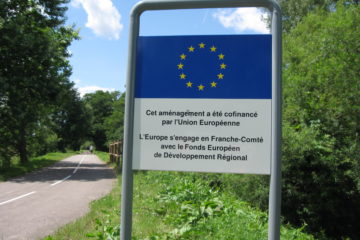 Cet aménagement a été cofinancé
par l'Union Européenne
L'Europe s'engage en Franche-Comté
avec le Fonds Européen
de Développement Régional